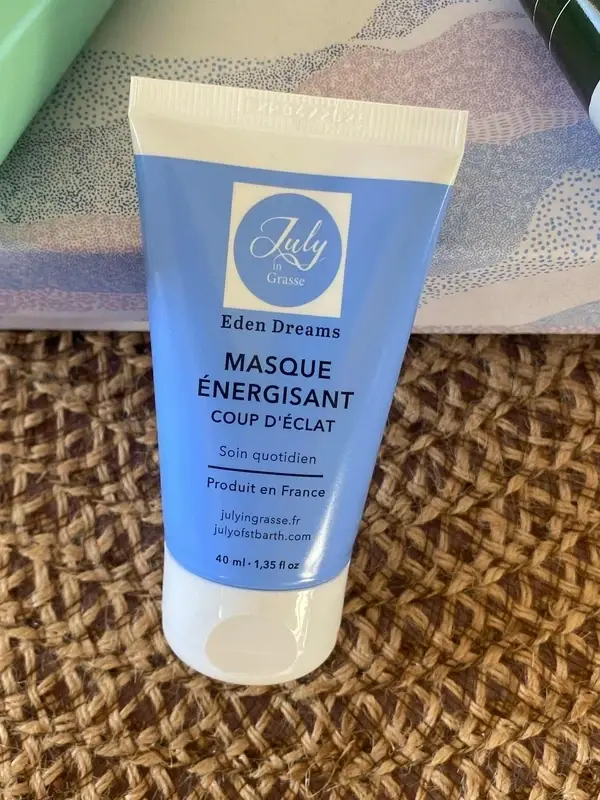 July
in
Grasse
Eden Dreams
MASQUE
ÉNERGISANT
COUP D'ÉCLAT
Soin quotidien
Produit en France
julyingrasse.fr
julyofstbarth.com
40 ml - 1,35 fl oz